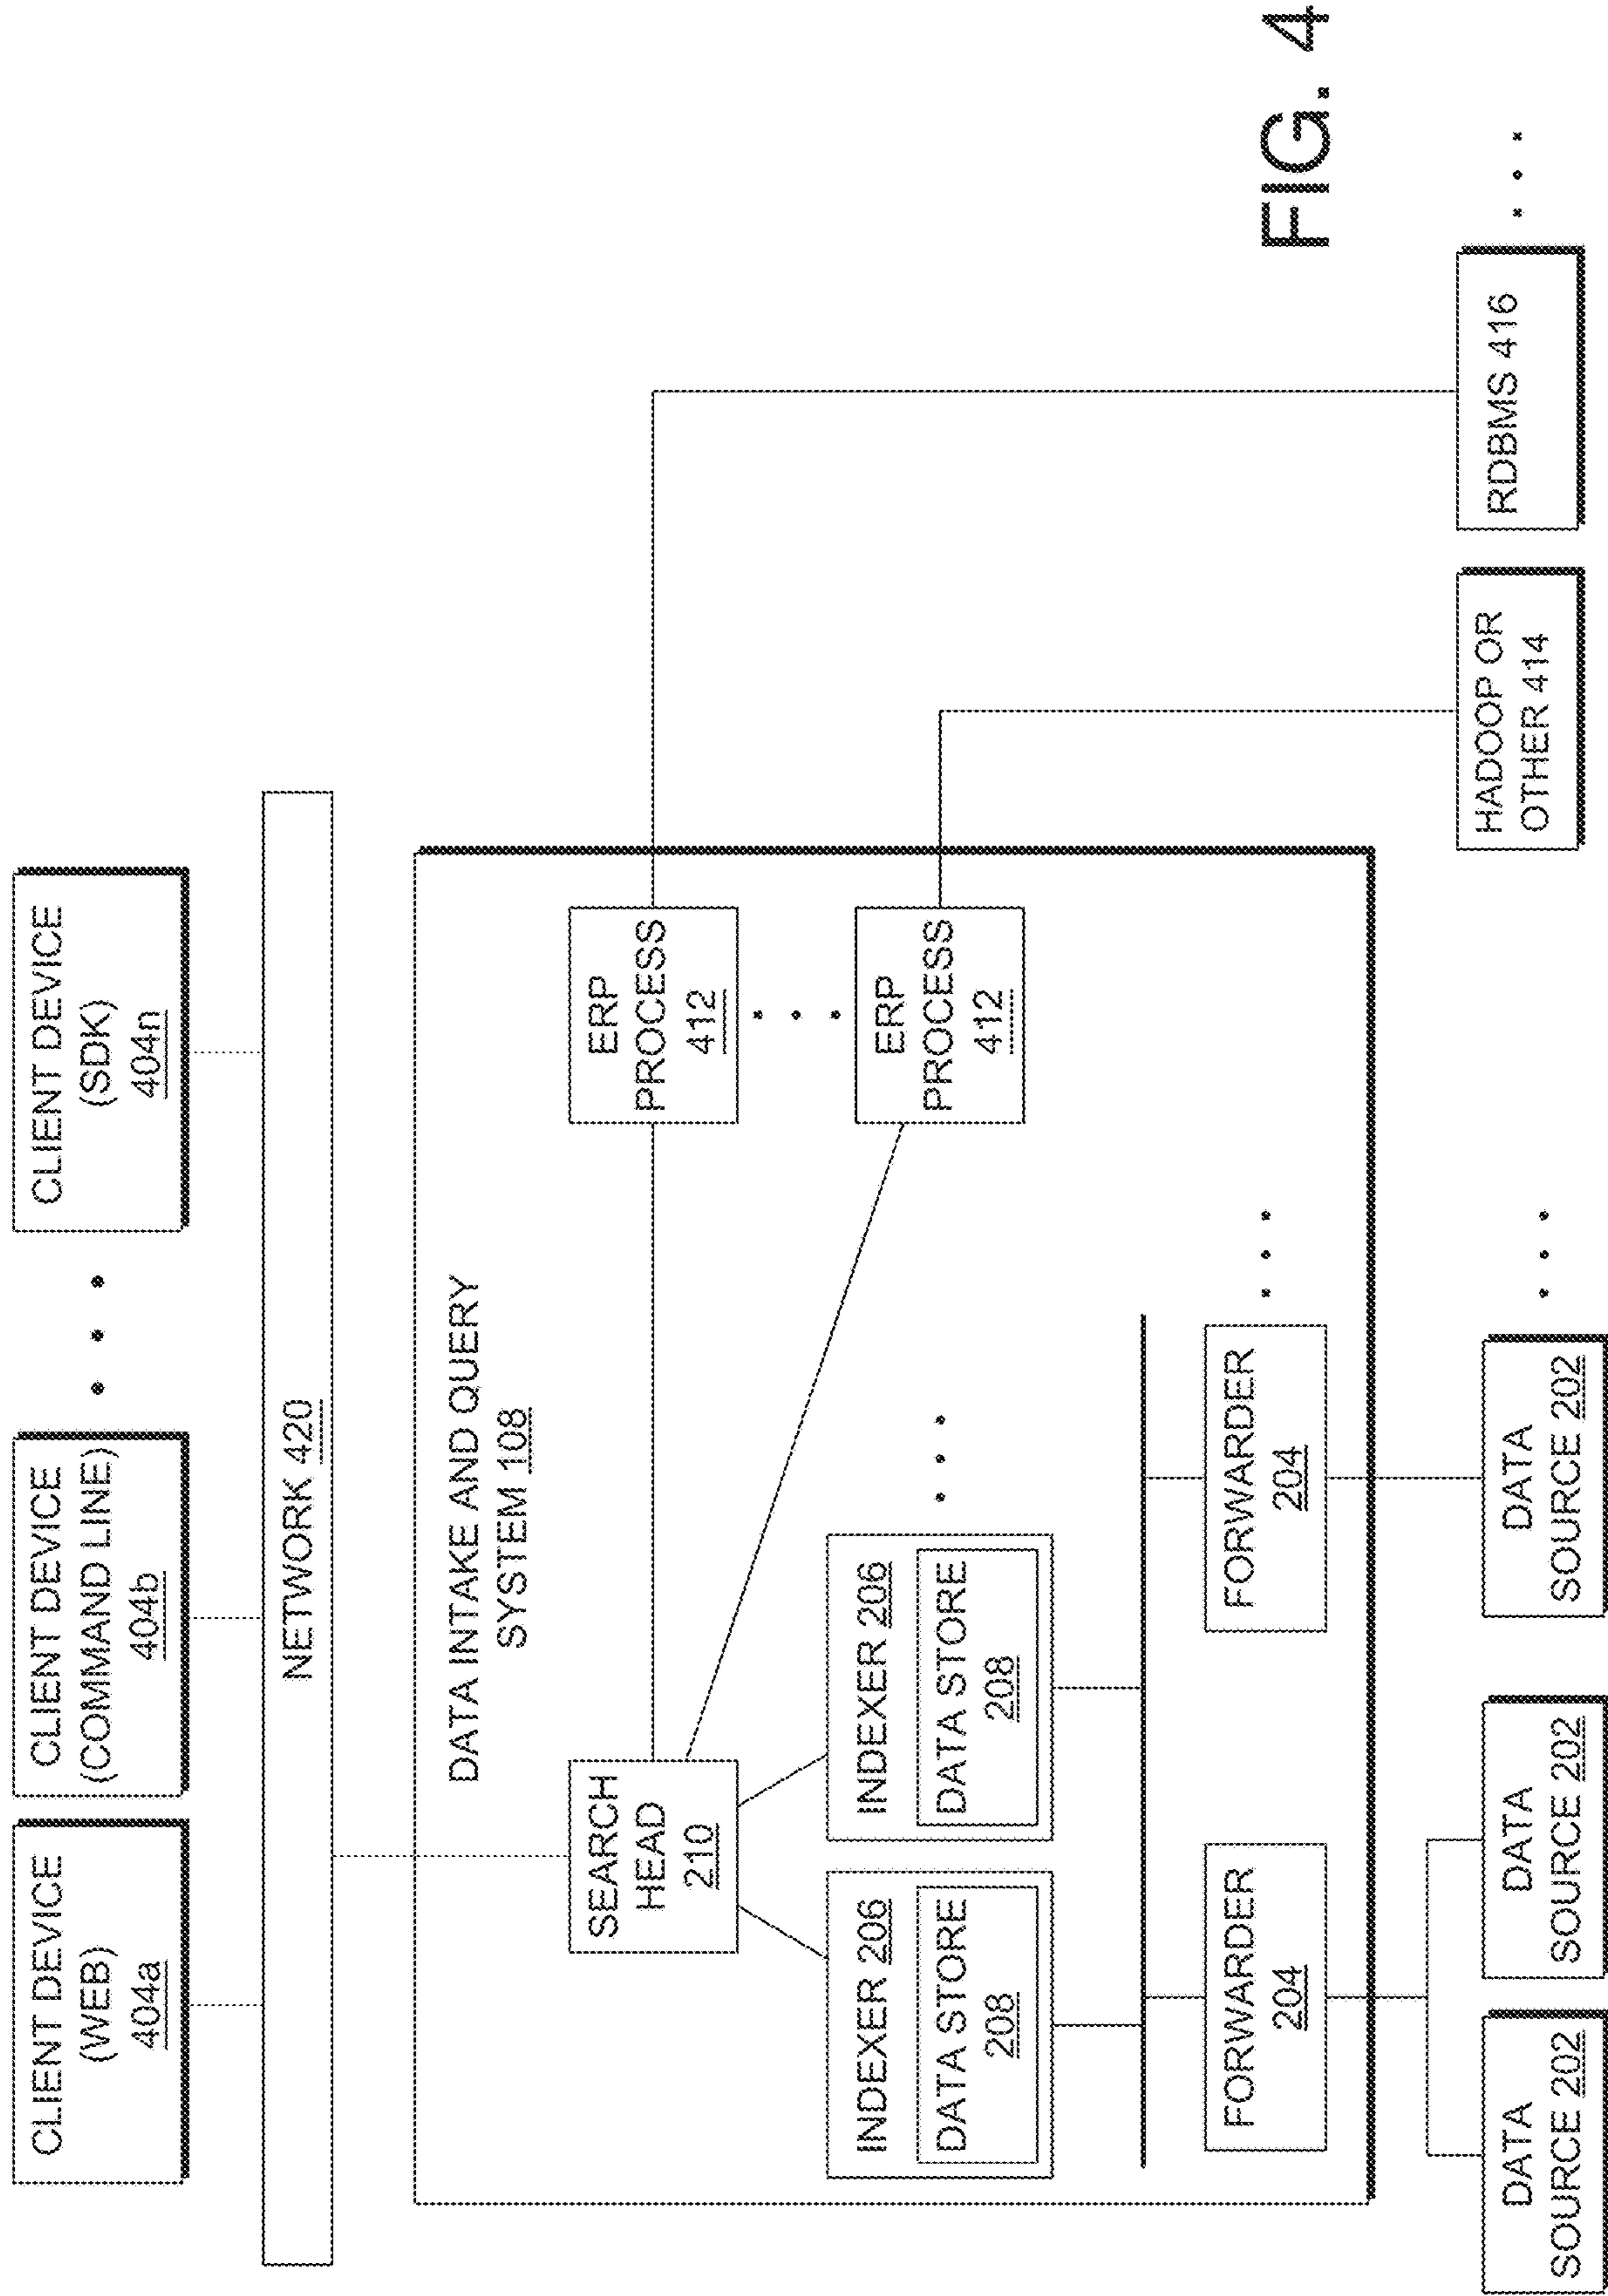 CLIENT DEVICE
(WEB)
404a
CLIENT DEVICE
(COMMAND LINE)
404b
CLIENT DEVICE
(SDK)
404n
NETWORK 420
DATA INTAKE AND QUERY
SYSTEM 108
SEARCH
HEAD
210
ERP
PROCESS
412
ERP
PROCESS
412
INDEXER 206
DATA STORE
208
INDEXER 206
DATA STORE
208
FORWARDER
204
FORWARDER
204
DATA
SOURCE 202
DATA
SOURCE 202
DATA
SOURCE 202
HADOOP OR
OTHER 414
RDBMS 416
FIG. 4